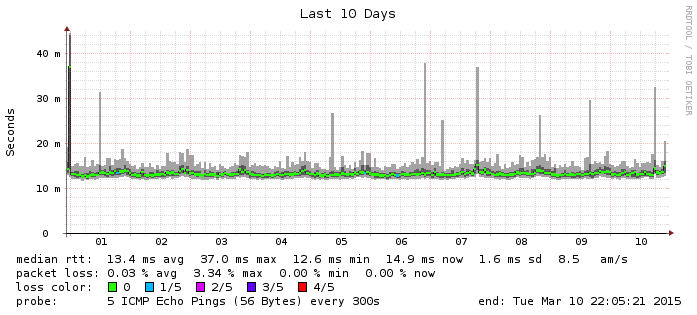 Last 10 Days
RRDTOOL / TOBI OETIKER
Seconds
40 m
30 m
20 m
10 m
0
01 02 03 04 05 06 07 08 09 10
median rtt: 13.4 ms avg 37.0 ms max 12.6 ms min 14.9 ms now 1.6 ms sd 8.5 am/s
packet loss: 0.03 % avg 3.34 % max 0.00 % min 0.00 % now
loss color: 0 1/5 2/5 3/5 4/5
probe: 5 ICMP Echo Pings (56 Bytes) every 300s end: Tue Mar 10 22:05:21 2015